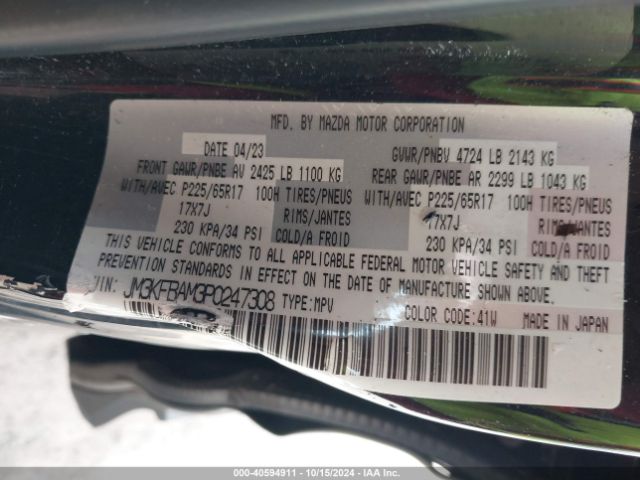 MFD. BY MAZDA MOTOR CORPORATION
DATE 04/23 GVWR/PNBV 4724 LB 2143 KG
FRONT GAWR/PNBE AV 2425 LB 1100 KG REAR GAWR/PNBE AR 2299 LB 1043 KG
WITH/AVEC P225/65R17 100H TIRES/PNEUS WITH/AVEC P225/65R17 100H TIRES/PNEUS
17X7J RIMS/JANTES 17X7J RIMS/JANTES
230 KPA/34 PSI COLD/A FROID 230 KPA/34 PSI COLD/A FROID
THIS VEHICLE CONFORMS TO ALL APPLICABLE FEDERAL MOTOR VEHICLE SAFETY AND THEFT
PREVENTION STANDARDS IN EFFECT ON THE DATE OF MANUFACTURE SHOWN ABOVE.
VIN: JM3KFBAM3P0247308 TYPE:MPV COLOR CODE:41W MADE IN JAPAN
000-40594911 - 10/15/2024 - IAA Inc.